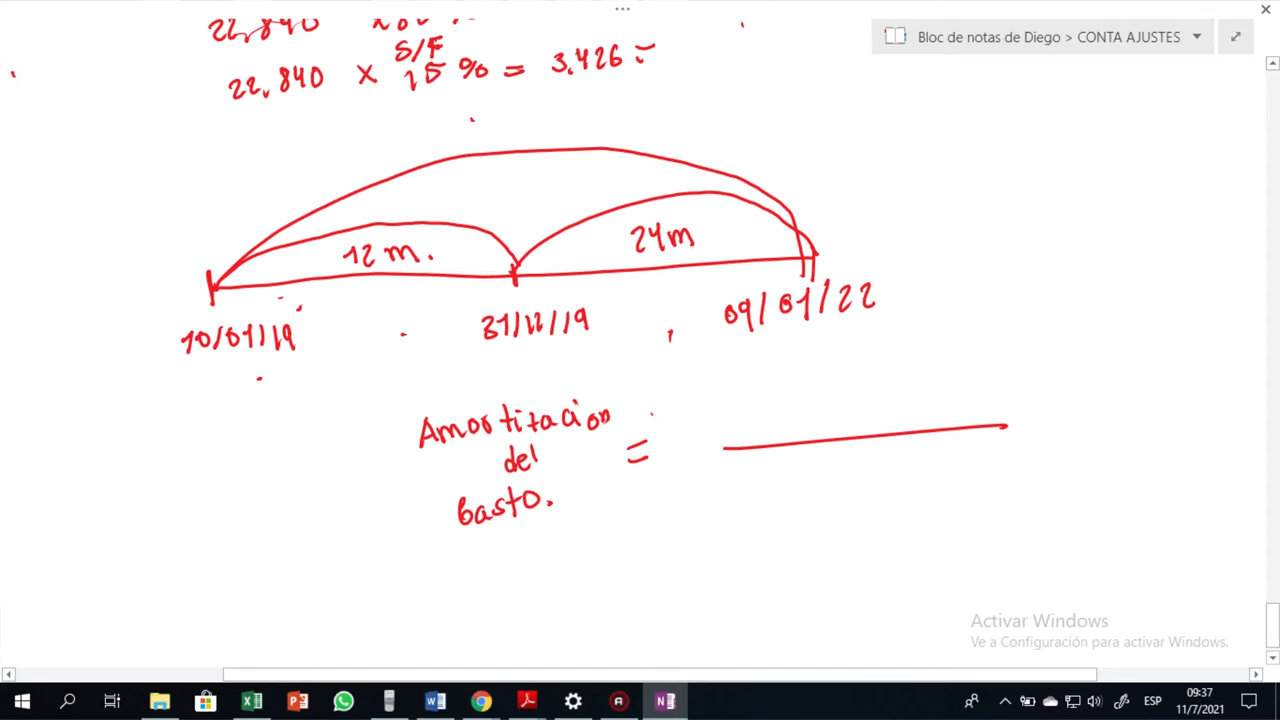 Bloc de notas de Diego > CONTA AJUSTES
22,840
S/F
22,840 x 15 % = 3,426
12 m.
24m
10/01/19
31/12/19
09/01/22
Amortización
del
Gasto.
=
Activar Windows
Ve a Configuración para activar Windows.
ESP
09:37
11/7/2021